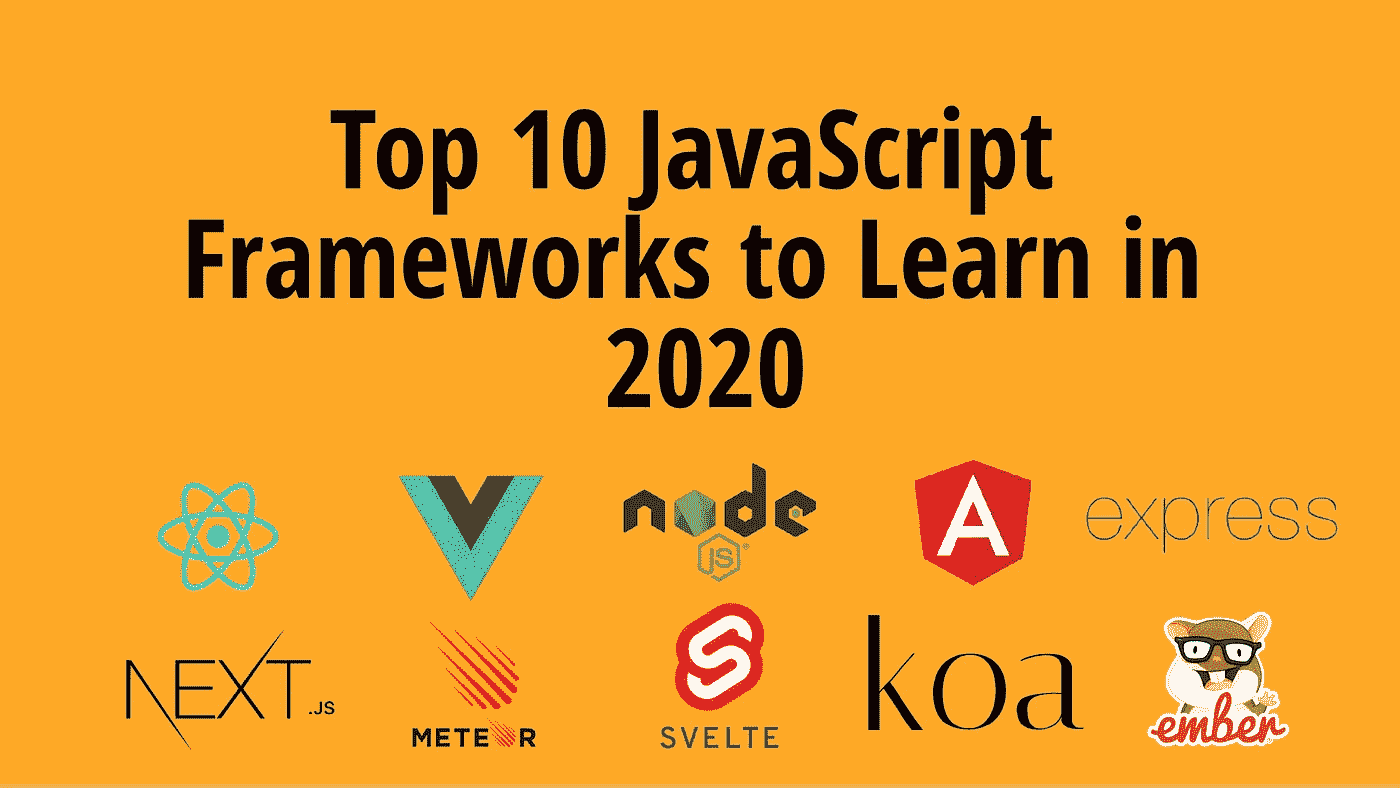 Top 10 JavaScript
Frameworks to Learn in
2020
node
JS
A
express
NEXT.JS
METEOR
S
SVELTE
koa
ember